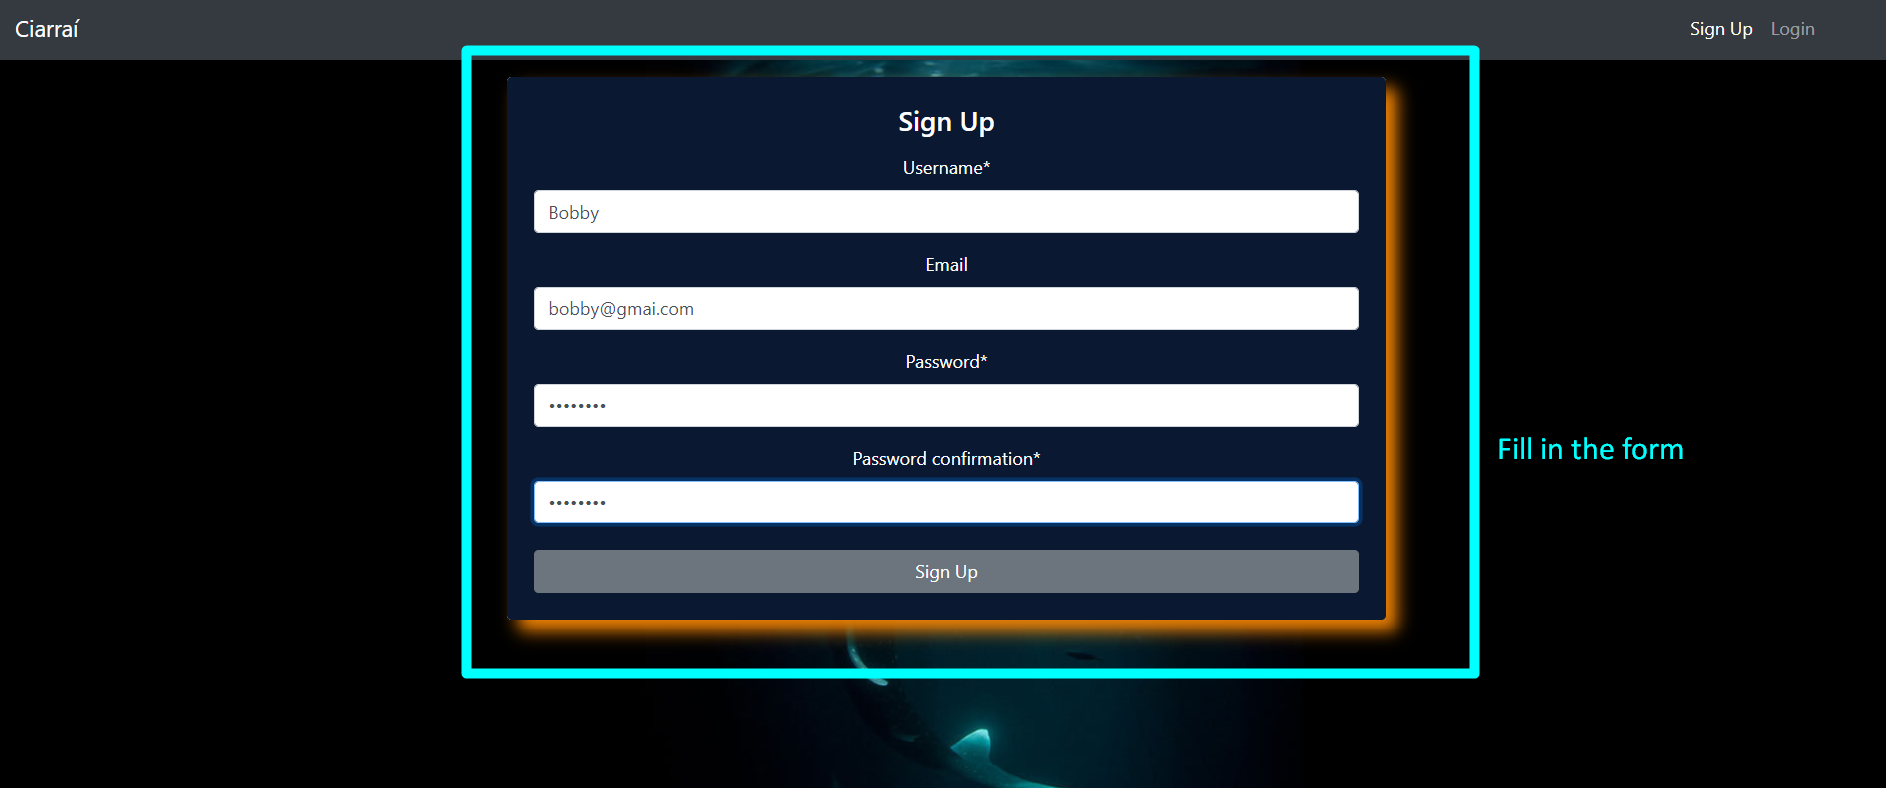 Ciarraí
Sign Up Login
Sign Up
Username*
Bobby
Email
bobby@gmai.com
Password*
••••••••
Password confirmation*
••••••••
Sign Up
Fill in the form